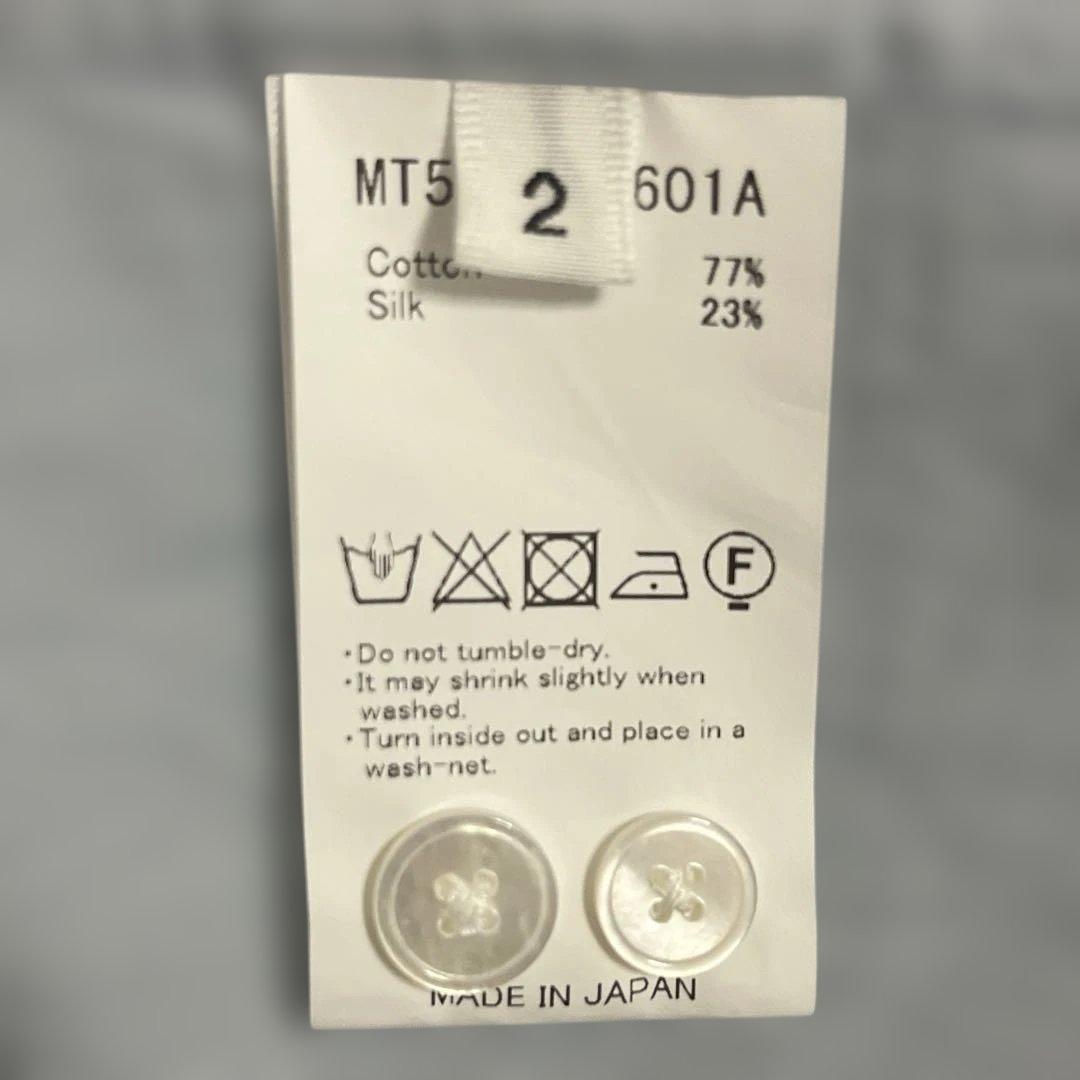 MT5 2 601A
Cotton 77%
Silk 23%
F
・Do not tumble-dry.
・It may shrink slightly when
washed.
・Turn inside out and place in a
wash-net.
MADE IN JAPAN